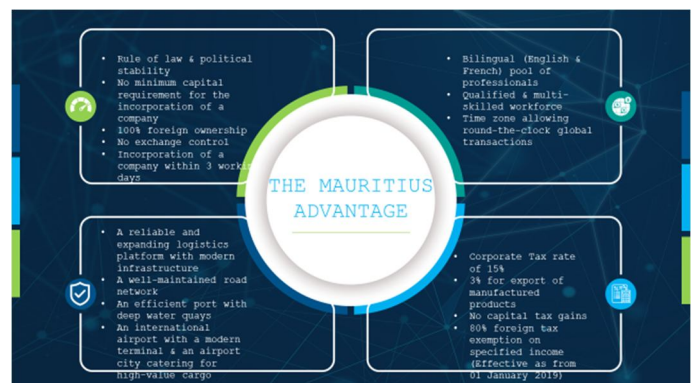 • Rule of law & political
stability
• No minimum capital
requirement for the
incorporation of a
company
• 100% foreign ownership
• No exchange control
• Incorporation of a
company within 3 workin
days
• Bilingual (English &
French) pool of
professionals
• Qualified & multi-
skilled workforce
• Time zone allowing
round-the-clock global
transactions
THE MAURITIUS
ADVANTAGE
• A reliable and
expanding logistics
platform with modern
infrastructure
• A well-maintained road
network
• An efficient port with
deep water quays
• An international
airport with a modern
terminal & an airport
city catering for
high-value cargo
• Corporate Tax rate
of 15%
• 3% for export of
manufactured
products
• No capital tax gains
• 80% foreign tax
exemption on
specified income
(Effective as from
01 January 2019)